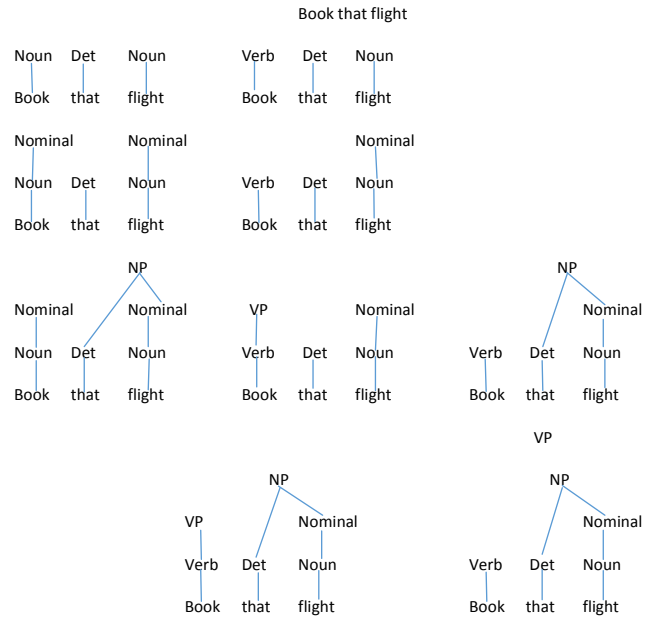 Book that flight
Noun Det Noun Verb Det Noun
Book that flight Book that flight
Nominal Nominal Nominal
Noun Det Noun Verb Det Noun
Book that flight Book that flight
NP NP
Nominal Nominal VP Nominal Nominal
Noun Det Noun Verb Det Noun Verb Det Noun
Book that flight Book that flight Book that flight
VP
NP NP
VP Nominal Nominal
Verb Det Noun Verb Det Noun
Book that flight Book that flight